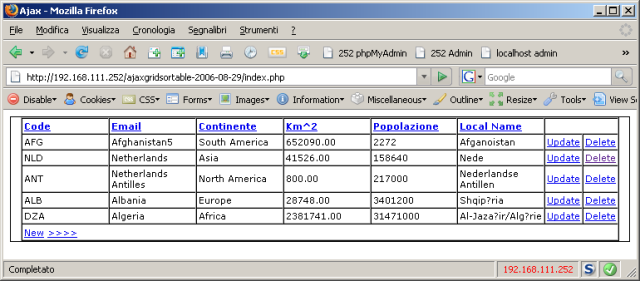 Ajax - Mozilla Firefox
File Modifica Visualizza Cronologia Segnalibri Strumenti ?
CSS 252 phpMyAdmin 252 Admin localhost admin »
http://192.168.111.252/ajaxgridsortable-2006-08-29/index.php G Google
Disable Cookies CSS Forms Images Information Miscellaneous Outline Resize Tools View S
Code Email Continente Km^2 Popolazione Local Name
AFG Afghanistan5 South America 652090.00 2272 Afganoistan Update Delete
NLD Netherlands Asia 41526.00 158640 Nede Update Delete
ANT Netherlands Antilles North America 800.00 217000 Nederlandse Antillen Update Delete
ALB Albania Europe 28748.00 3401200 Shqip?ria Update Delete
DZA Algeria Africa 2381741.00 31471000 Al-Jaza?ir/Alg?rie Update Delete
New >>>>
Completato 192.168.111.252 S